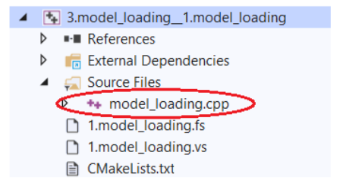 3.model_loading__1.model_loading
References
External Dependencies
Source Files
model_loading.cpp
1.model_loading.fs
1.model_loading.vs
CMakeLists.txt